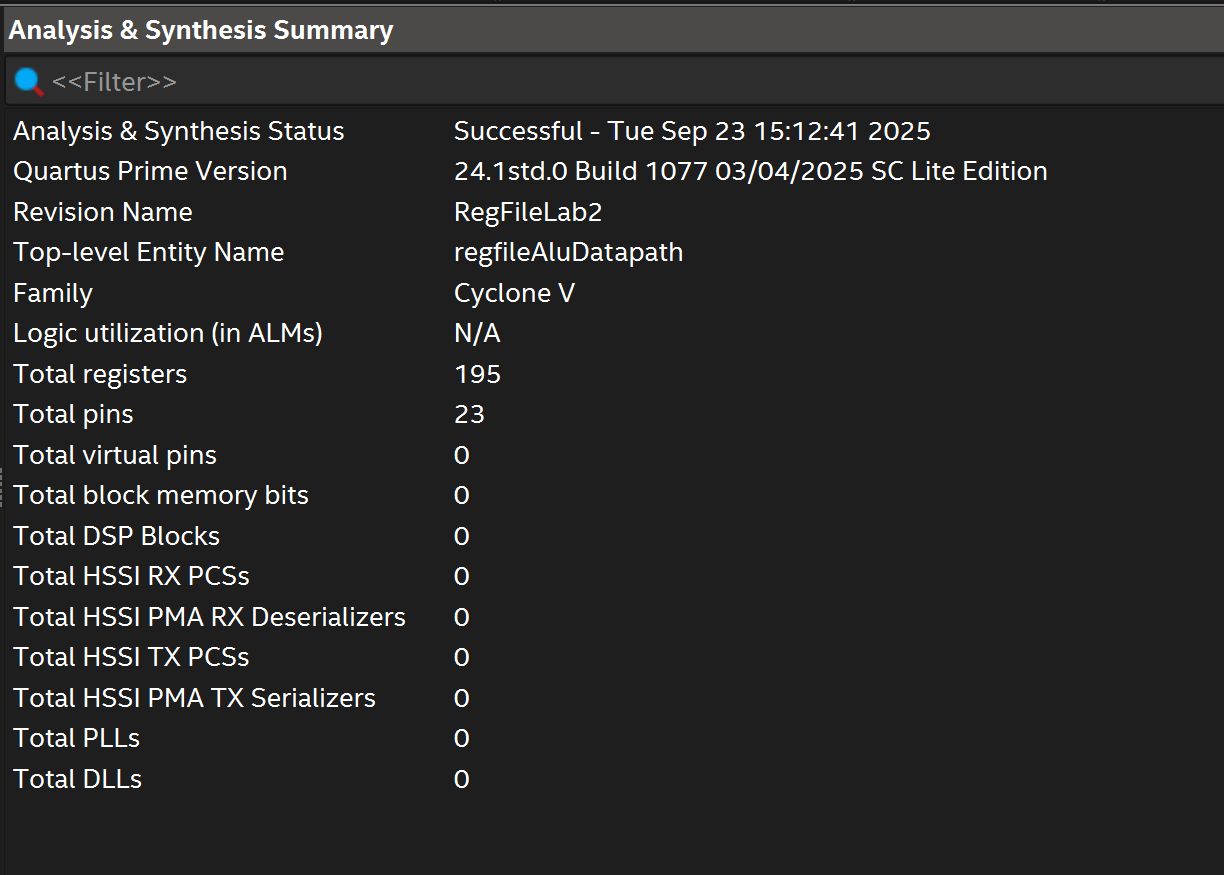 Analysis & Synthesis Summary
<<Filter>>
Analysis & Synthesis Status Successful - Tue Sep 23 15:12:41 2025
Quartus Prime Version 24.1std.0 Build 1077 03/04/2025 SC Lite Edition
Revision Name RegFileLab2
Top-level Entity Name regfileAluDatapath
Family Cyclone V
Logic utilization (in ALMs) N/A
Total registers 195
Total pins 23
Total virtual pins 0
Total block memory bits 0
Total DSP Blocks 0
Total HSSI RX PCSs 0
Total HSSI PMA RX Deserializers 0
Total HSSI TX PCSs 0
Total HSSI PMA TX Serializers 0
Total PLLs 0
Total DLLs 0